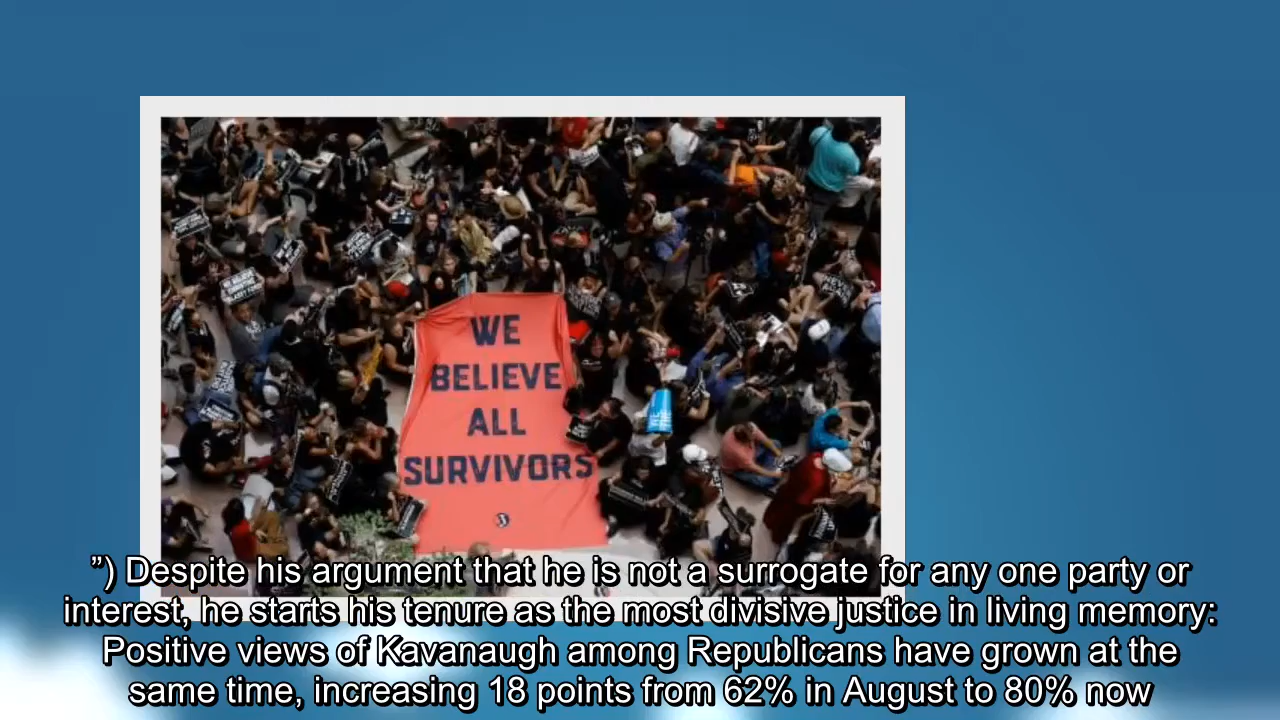 WE
BELIEVE
ALL
SURVIVORS
”) Despite his argument that he is not a surrogate for any one party or
interest, he starts his tenure as the most divisive justice in living memory:
Positive views of Kavanaugh among Republicans have grown at the
same time, increasing 18 points from 62% in August to 80% now